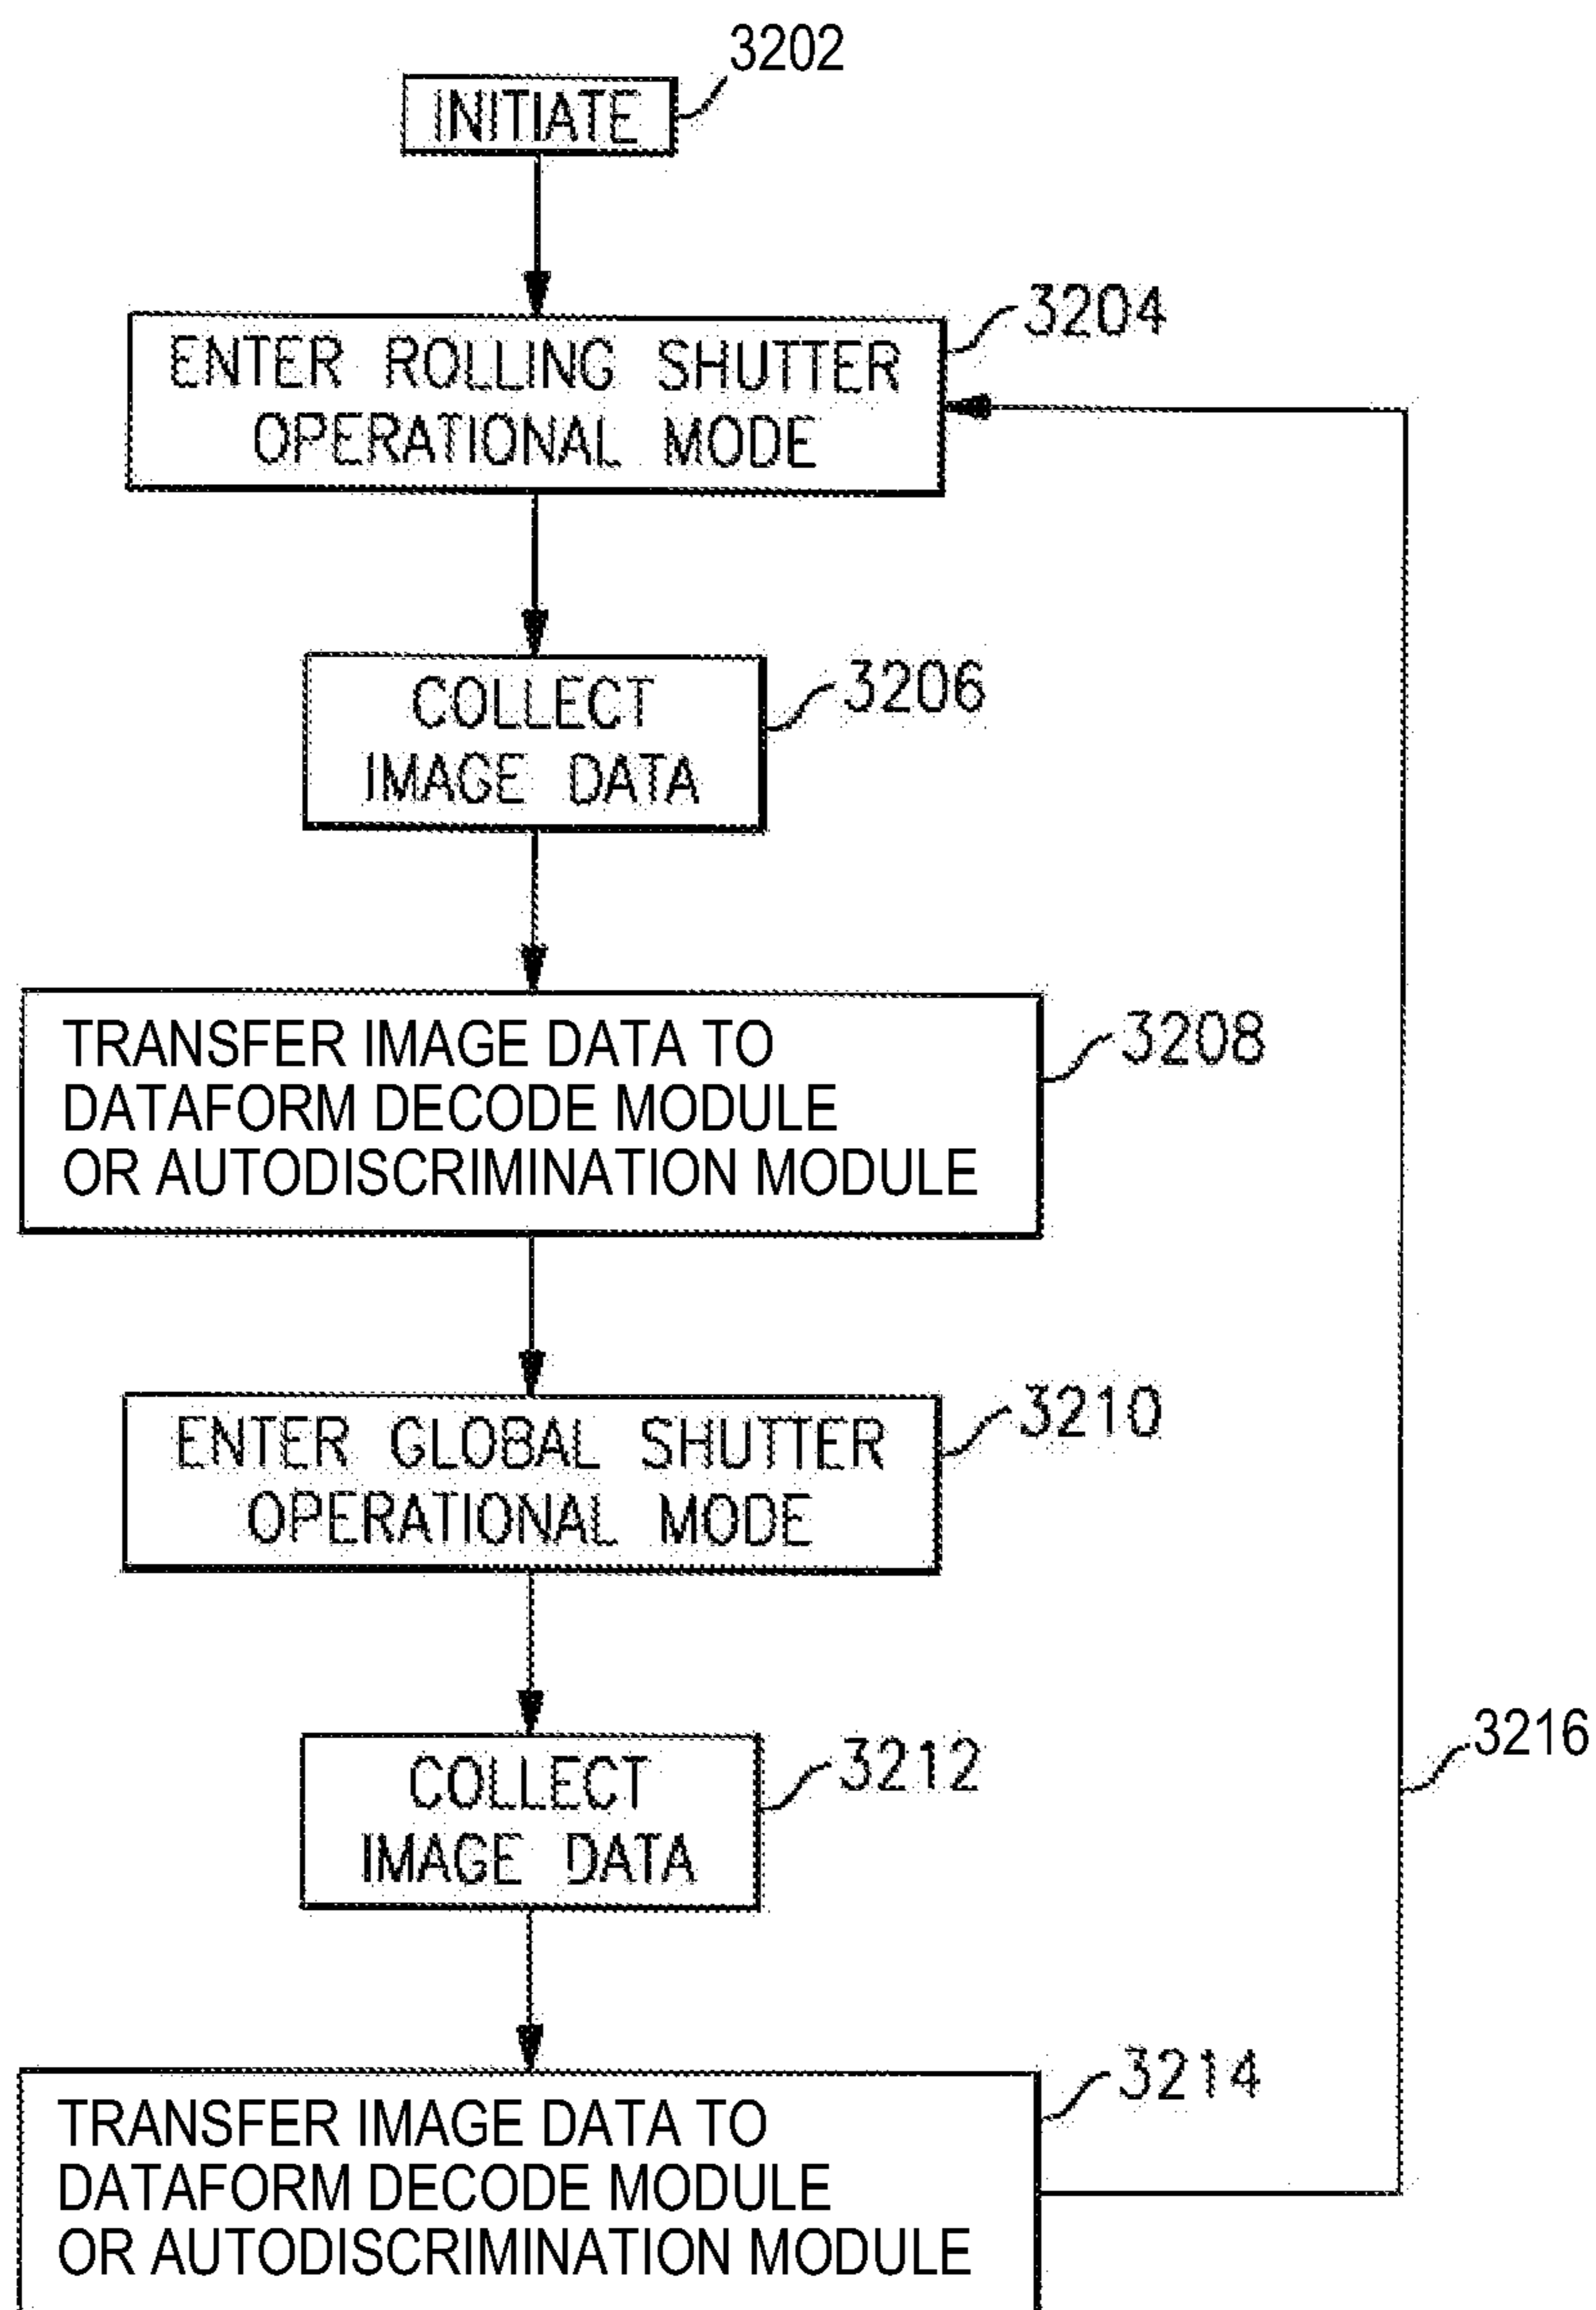 3202
INITIATE
3204
ENTER ROLLING SHUTTER
OPERATIONAL MODE
3206
COLLECT
IMAGE DATA
3208
TRANSFER IMAGE DATA TO
DATAFORM DECODE MODULE
OR AUTODISCRIMINATION MODULE
3210
ENTER GLOBAL SHUTTER
OPERATIONAL MODE
3216
3212
COLLECT
IMAGE DATA
3214
TRANSFER IMAGE DATA TO
DATAFORM DECODE MODULE
OR AUTODISCRIMINATION MODULE